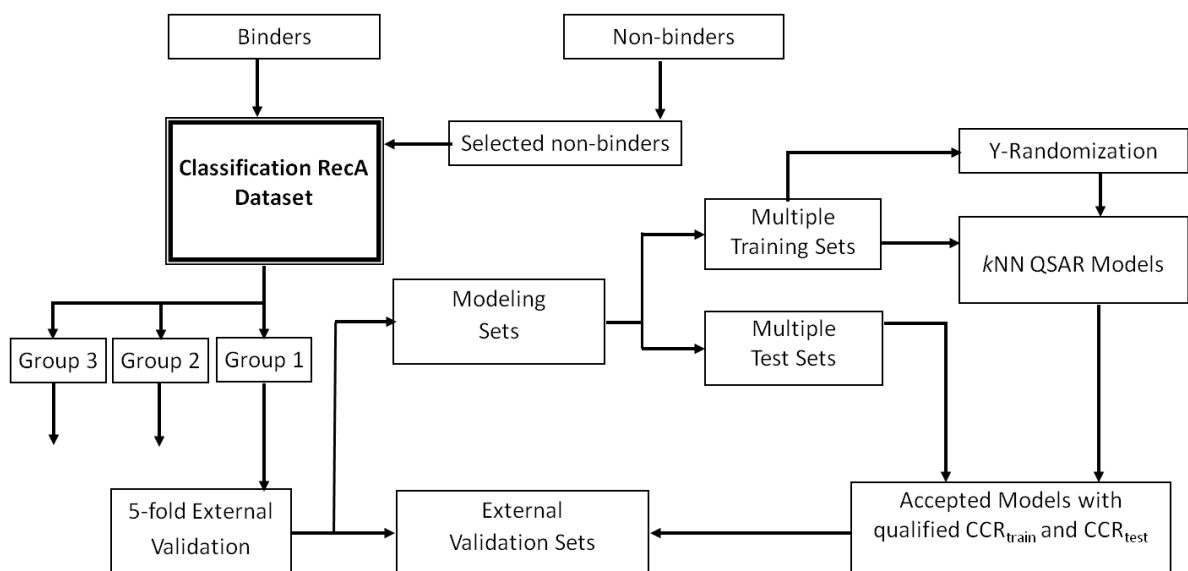 Binders
Non-binders
Classification RecA
Dataset
Selected non-binders
Y-Randomization
Multiple
Training Sets
kNN QSAR Models
Modeling
Sets
Multiple
Test Sets
Group 3
Group 2
Group 1
5-fold External
Validation
External
Validation Sets
Accepted Models with
qualified CCRtrain and CCRtest